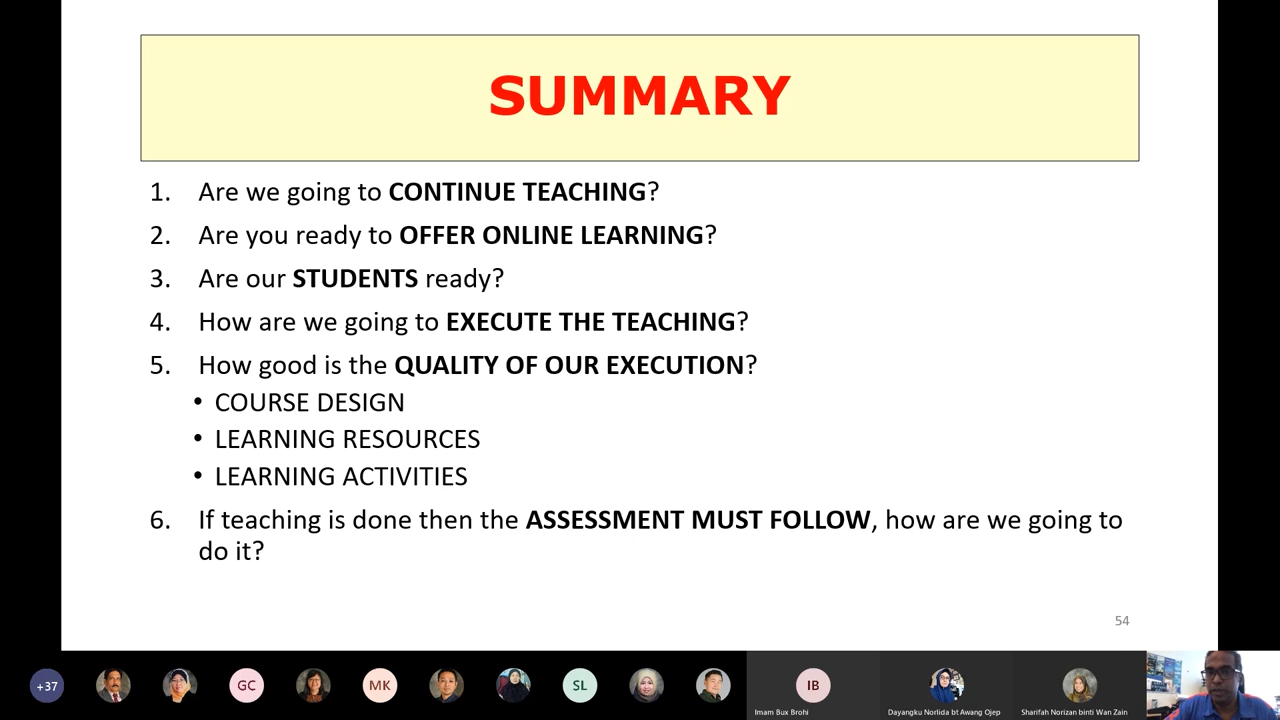 SUMMARY
1. Are we going to CONTINUE TEACHING?
2. Are you ready to OFFER ONLINE LEARNING?
3. Are our STUDENTS ready?
4. How are we going to EXECUTE THE TEACHING?
5. How good is the QUALITY OF OUR EXECUTION?
• COURSE DESIGN
• LEARNING RESOURCES
• LEARNING ACTIVITIES
6. If teaching is done then the ASSESSMENT MUST FOLLOW, how are we going to
do it?
54
+37
GC
MK
SL
IB
Imam Bux Brohi
Dayangku Norlida bt Awang Ojep
Sharifah Norizan binti Wan Zain